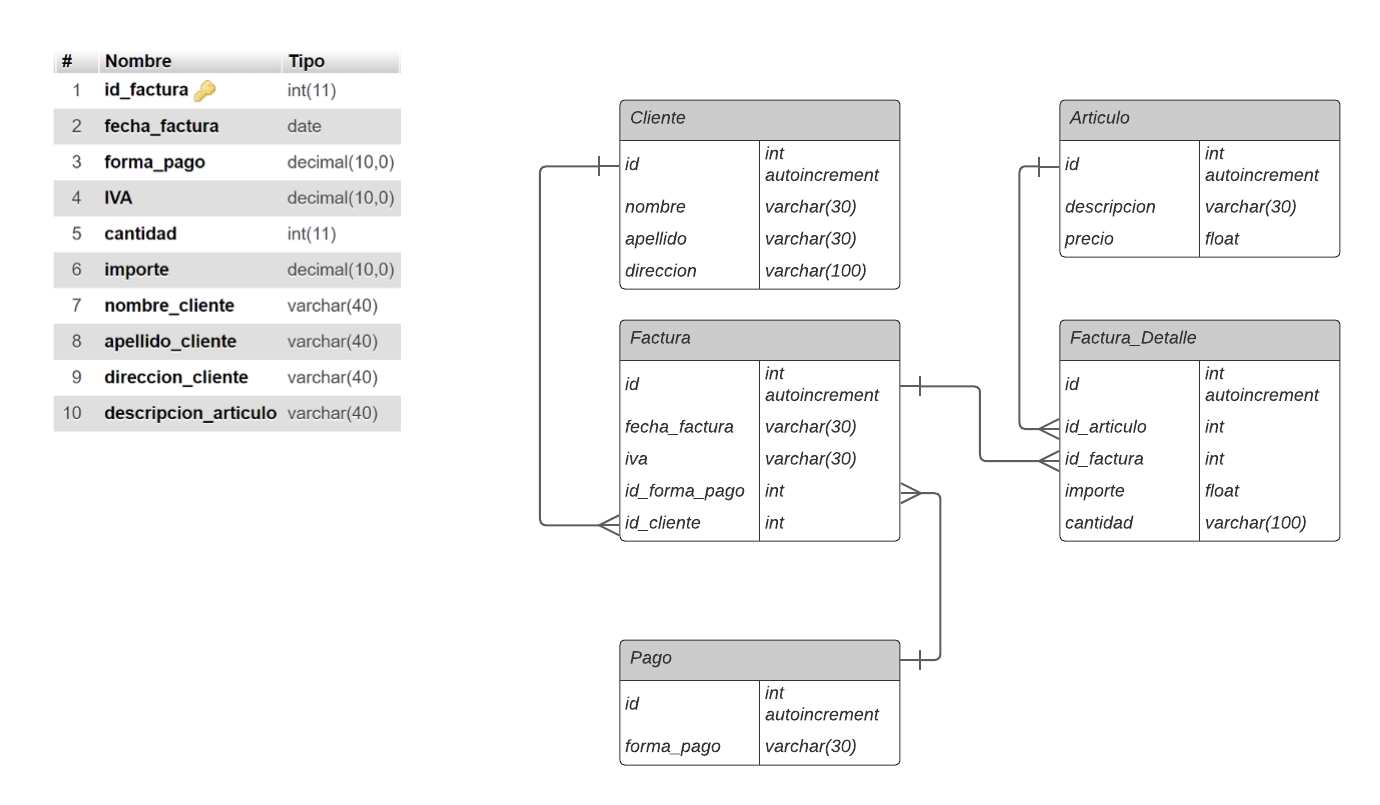 # Nombre Tipo
1 id_factura int(11)
2 fecha_factura date
3 forma_pago decimal(10,0)
4 IVA decimal(10,0)
5 cantidad int(11)
6 importe decimal(10,0)
7 nombre_cliente varchar(40)
8 apellido_cliente varchar(40)
9 direccion_cliente varchar(40)
10 descripcion_articulo varchar(40)
Cliente
id int
autoincrement
nombre varchar(30)
apellido varchar(30)
direccion varchar(100)
Articulo
id int
autoincrement
descripcion varchar(30)
precio float
Factura
id int
autoincrement
fecha_factura varchar(30)
iva varchar(30)
id_forma_pago int
id_cliente int
Factura_Detalle
id int
autoincrement
id_articulo int
id_factura int
importe float
cantidad varchar(100)
Pago
id int
autoincrement
forma_pago varchar(30)